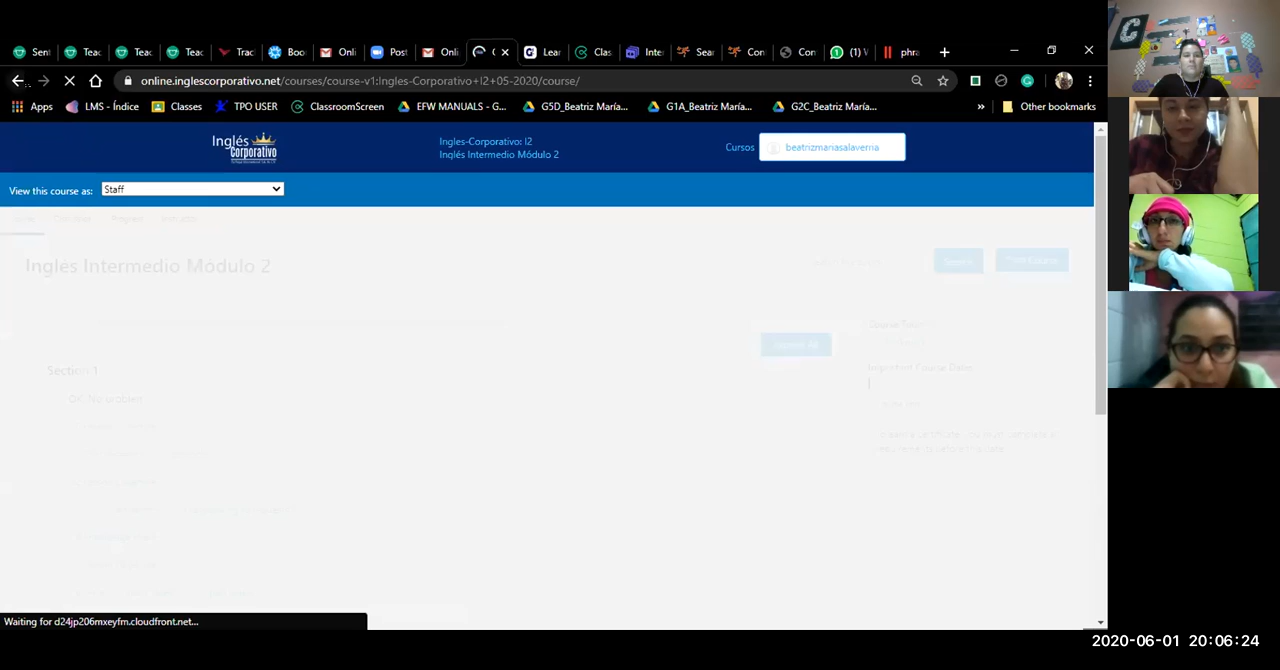 Sent
Teac
Teac
Teac
Trac
Boo
Onli
Post
Onli
(
Lear
Clas
Inte
Sear
Con
Con
(1) V
phra
online.inglescorporativo.net/courses/course-v1:Ingles-Corporativo+I2+05-2020/course/
Apps
LMS - Índice
Classes
TPO USER
ClassroomScreen
EFW MANUALS - G...
G5D_Beatriz María...
G1A_Beatriz María...
G2C_Beatriz María...
»
Other bookmarks
Inglés
Corporativo
Ingles-Corporativo: I2
Inglés Intermedio Módulo 2
Cursos
beatrizmariasalaverria
View this course as:
Staff
Inglés Intermedio Módulo 2
Section 1
Waiting for d24jp206mxeyfm.cloudfront.net...
C
2020-06-01 20:06:24